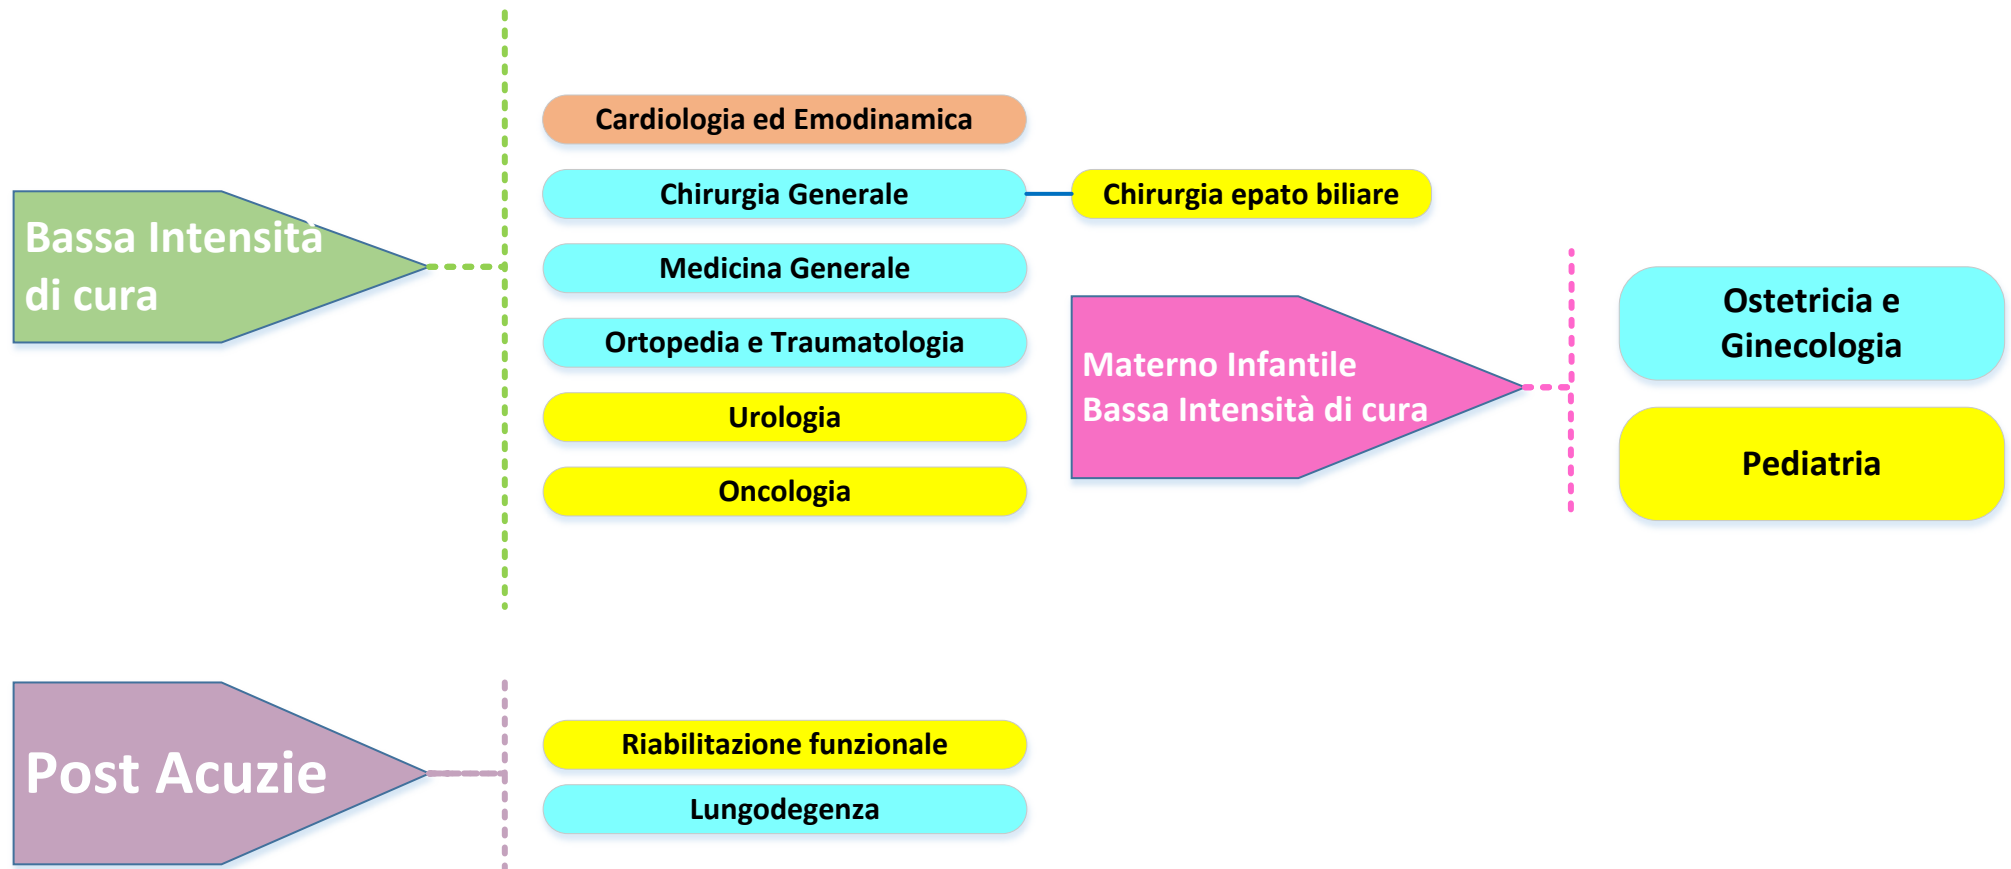 Cardiologia ed Emodinamica
Chirurgia Generale
Chirurgia epato biliare
Bassa Intensità
di cura
Medicina Generale
Ortopedia e Traumatologia
Urologia
Oncologia
Materno Infantile
Bassa Intensità di cura
Ostetricia e
Ginecologia
Pediatria
Post Acuzie
Riabilitazione funzionale
Lungodegenza